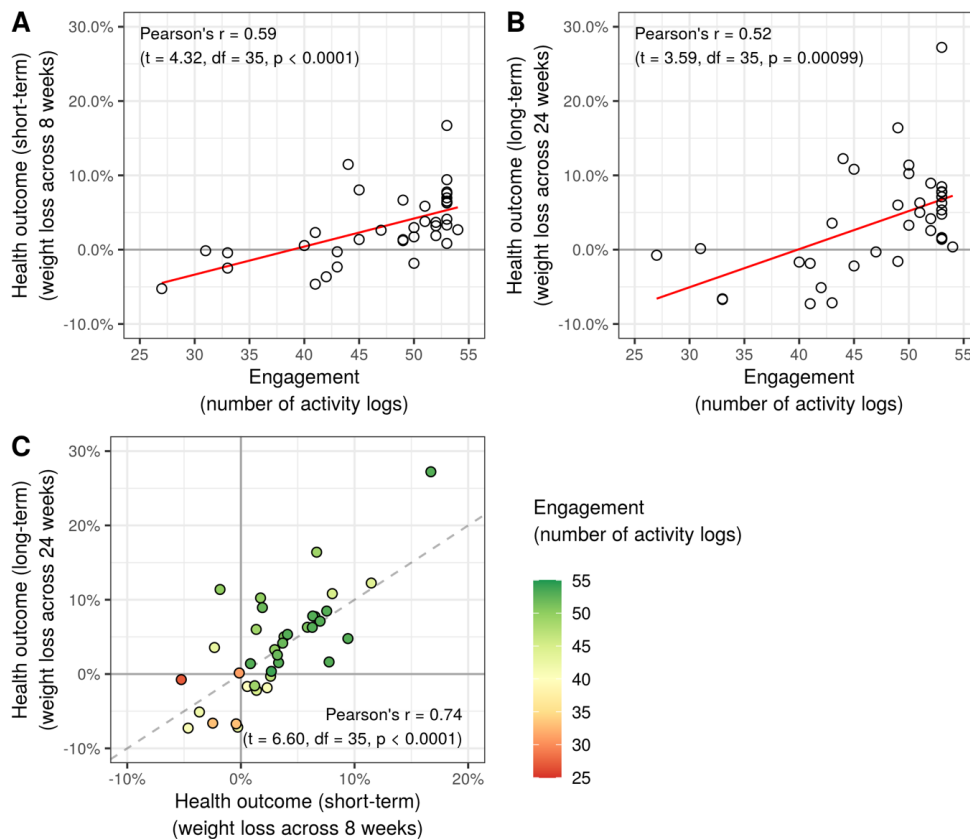 A
Pearson's r = 0.59
(t = 4.32, df = 35, p < 0.0001)
Health outcome (short-term)
(weight loss across 8 weeks)
30.0%
20.0%
10.0%
0.0%
-10.0%
25 30 35 40 45 50 55
Engagement
(number of activity logs)
B
Pearson's r = 0.52
(t = 3.59, df = 35, p = 0.00099)
Health outcome (long-term)
(weight loss across 24 weeks)
30.0%
20.0%
10.0%
0.0%
-10.0%
25 30 35 40 45 50 55
Engagement
(number of activity logs)
C
Health outcome (long-term)
(weight loss across 24 weeks)
30%
20%
10%
0%
-10%
Pearson's r = 0.74
(t = 6.60, df = 35, p < 0.0001)
-10% 0% 10% 20%
Health outcome (short-term)
(weight loss across 8 weeks)
Engagement
(number of activity logs)
55
50
45
40
35
30
25